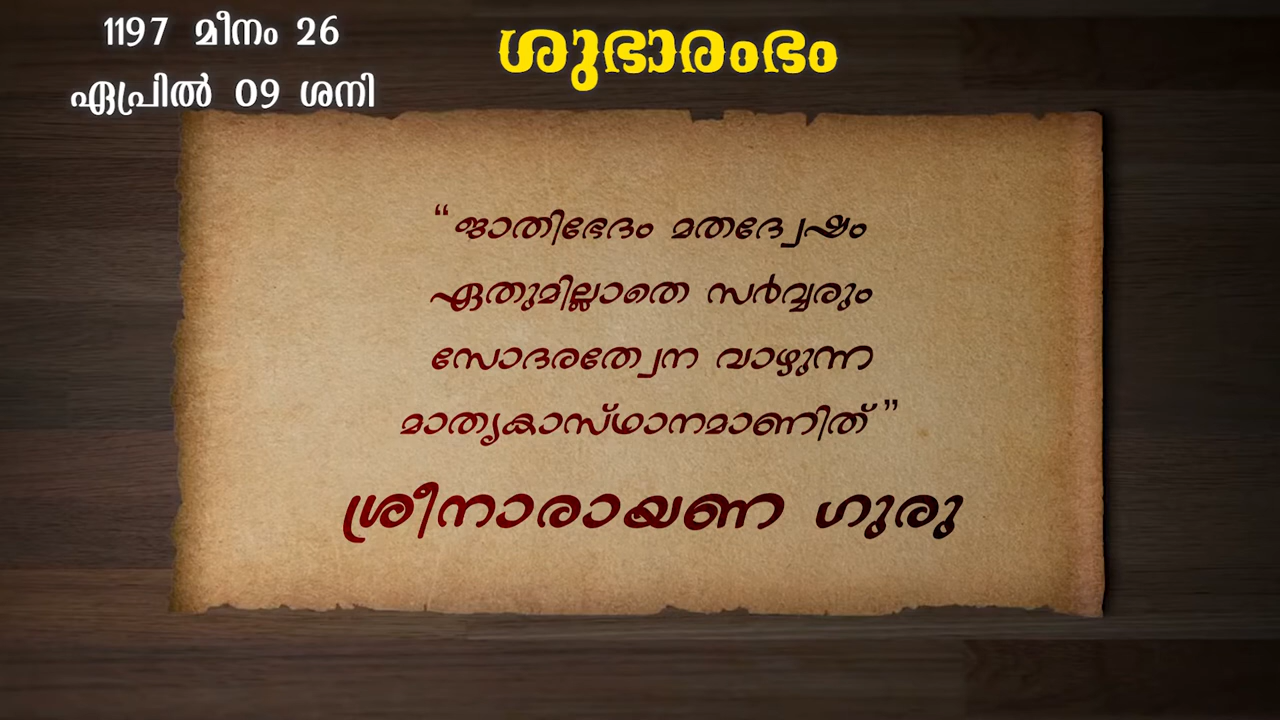 1197 മീനം 26
ഏപ്രിൽ 09 ശനി
ശുഭാരംഭം
“ജാതിഭേദം മതദ്വേഷം
ഏതുമില്ലാതെ സർവ്വരും
സോദരത്വേന വാഴുന്ന
മാതൃകാസ്ഥാനമാണിത്”
ശ്രീനാരായണ ഗുരു